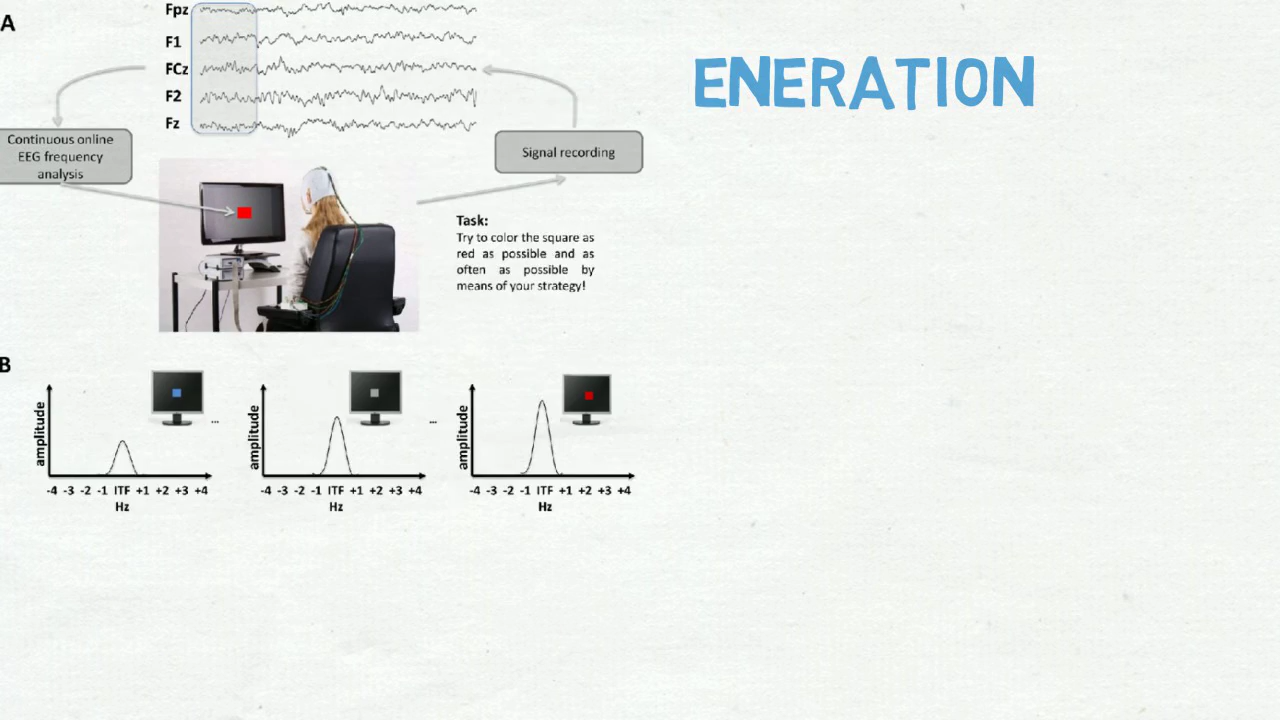 A
Fpz
F1
FCz
F2
Fz
ENERATION
Continuous online
EEG frequency
analysis
Signal recording
Task:
Try to color the square as
red as possible and as
often as possible by
means of your strategy!
B
amplitude
...
amplitude
...
amplitude
-4 -3 -2 -1 ITF +1 +2 +3 +4
Hz
-4 -3 -2 -1 ITF +1 +2 +3 +4
Hz
-4 -3 -2 -1 ITF +1 +2 +3 +4
Hz